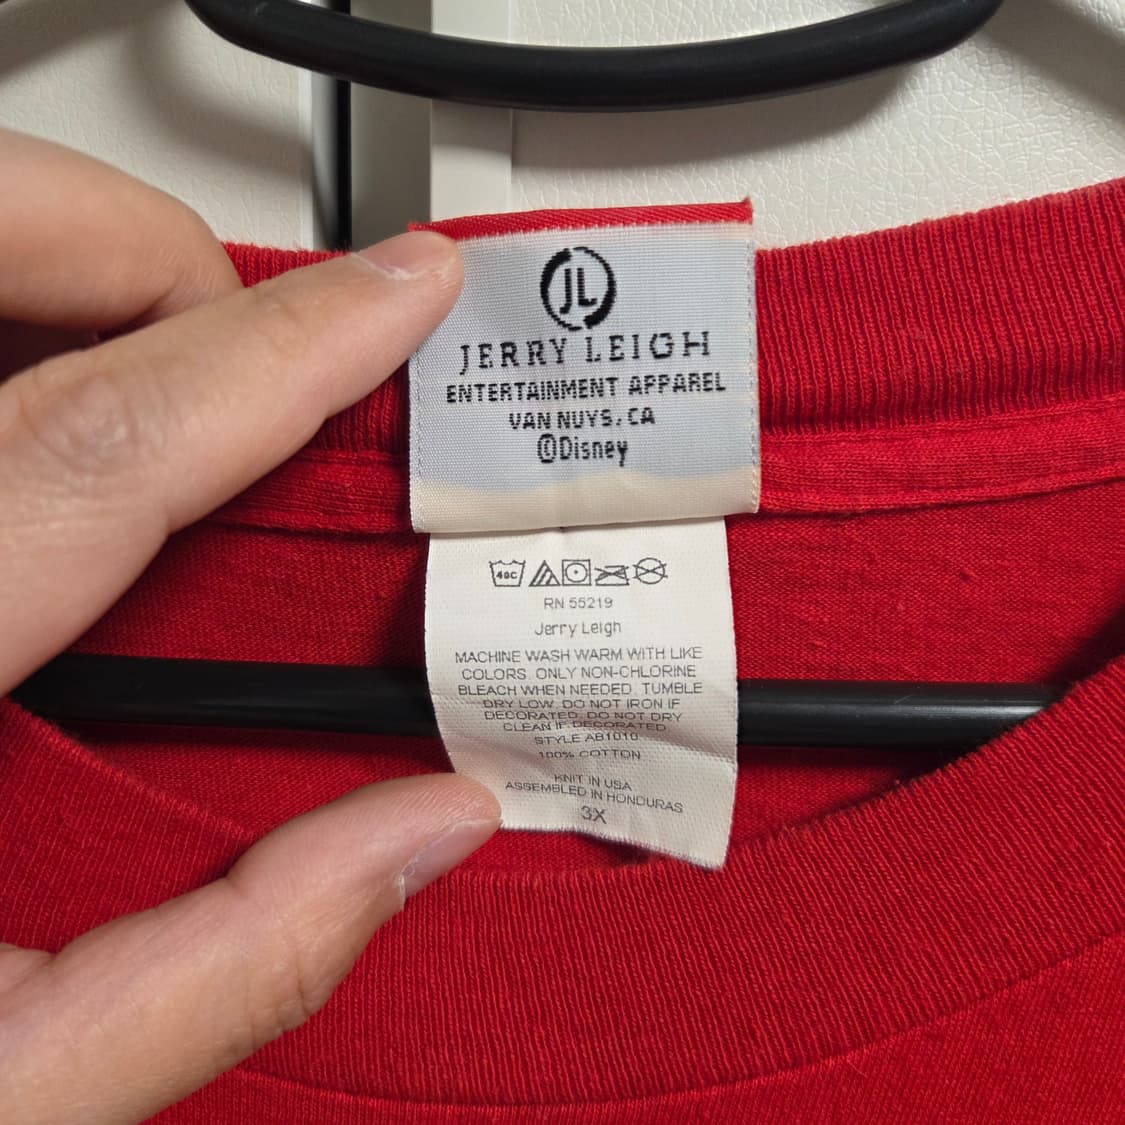 JL
JERRY LEIGH
ENTERTAINMENT APPAREL
VAN NUYS, CA
©Disney
40C
RN 55219
Jerry Leigh
MACHINE WASH WARM WITH LIKE
COLORS. ONLY NON-CHLORINE
BLEACH WHEN NEEDED. TUMBLE
DRY LOW. DO NOT IRON IF
DECORATED. DO NOT DRY
CLEAN IF DECORATED
STYLE AB1010
100% COTTON
KNIT IN USA
ASSEMBLED IN HONDURAS
3X